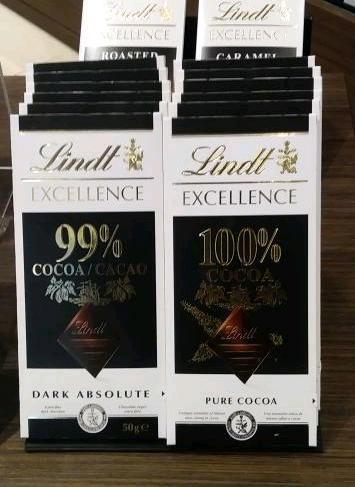 Lindt
EXCELLENCE
ROASTED
Lindt
EXCELLENCE
CARAMEL
Lindt
EXCELLENCE
99%
COCOA/CACAO
Lindt
DARK ABSOLUTE
50g e
Lindt
EXCELLENCE
100%
COCOA
Lindt
PURE COCOA